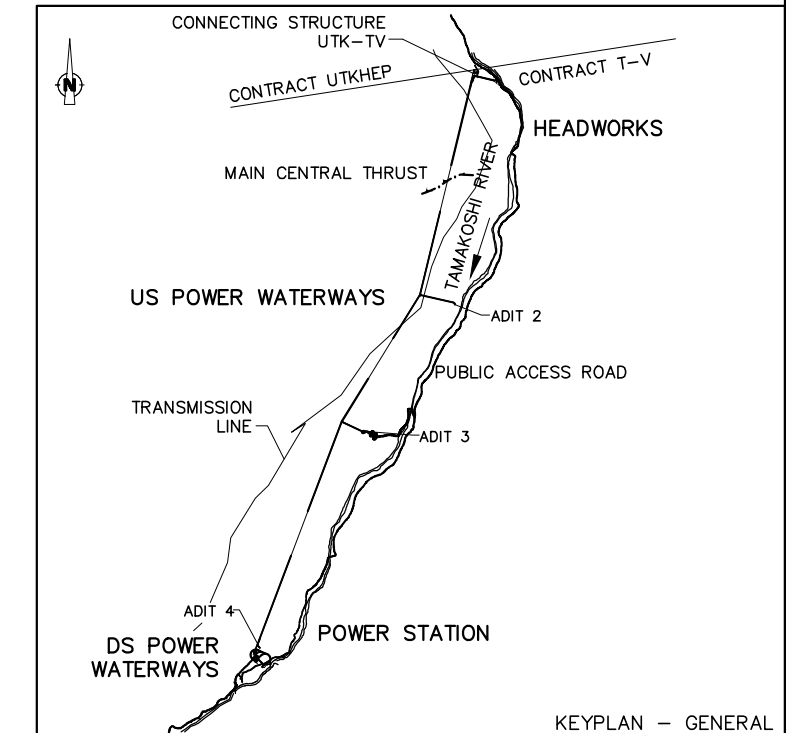 CONNECTING STRUCTURE
UTK-TV
CONTRACT UTKHEP
CONTRACT T-V
N
HEADWORKS
MAIN CENTRAL THRUST
TAMAKOSHI RIVER
US POWER WATERWAYS
ADIT 2
PUBLIC ACCESS ROAD
TRANSMISSION
LINE
ADIT 3
ADIT 4
POWER STATION
DS POWER
WATERWAYS
KEYPLAN - GENERAL